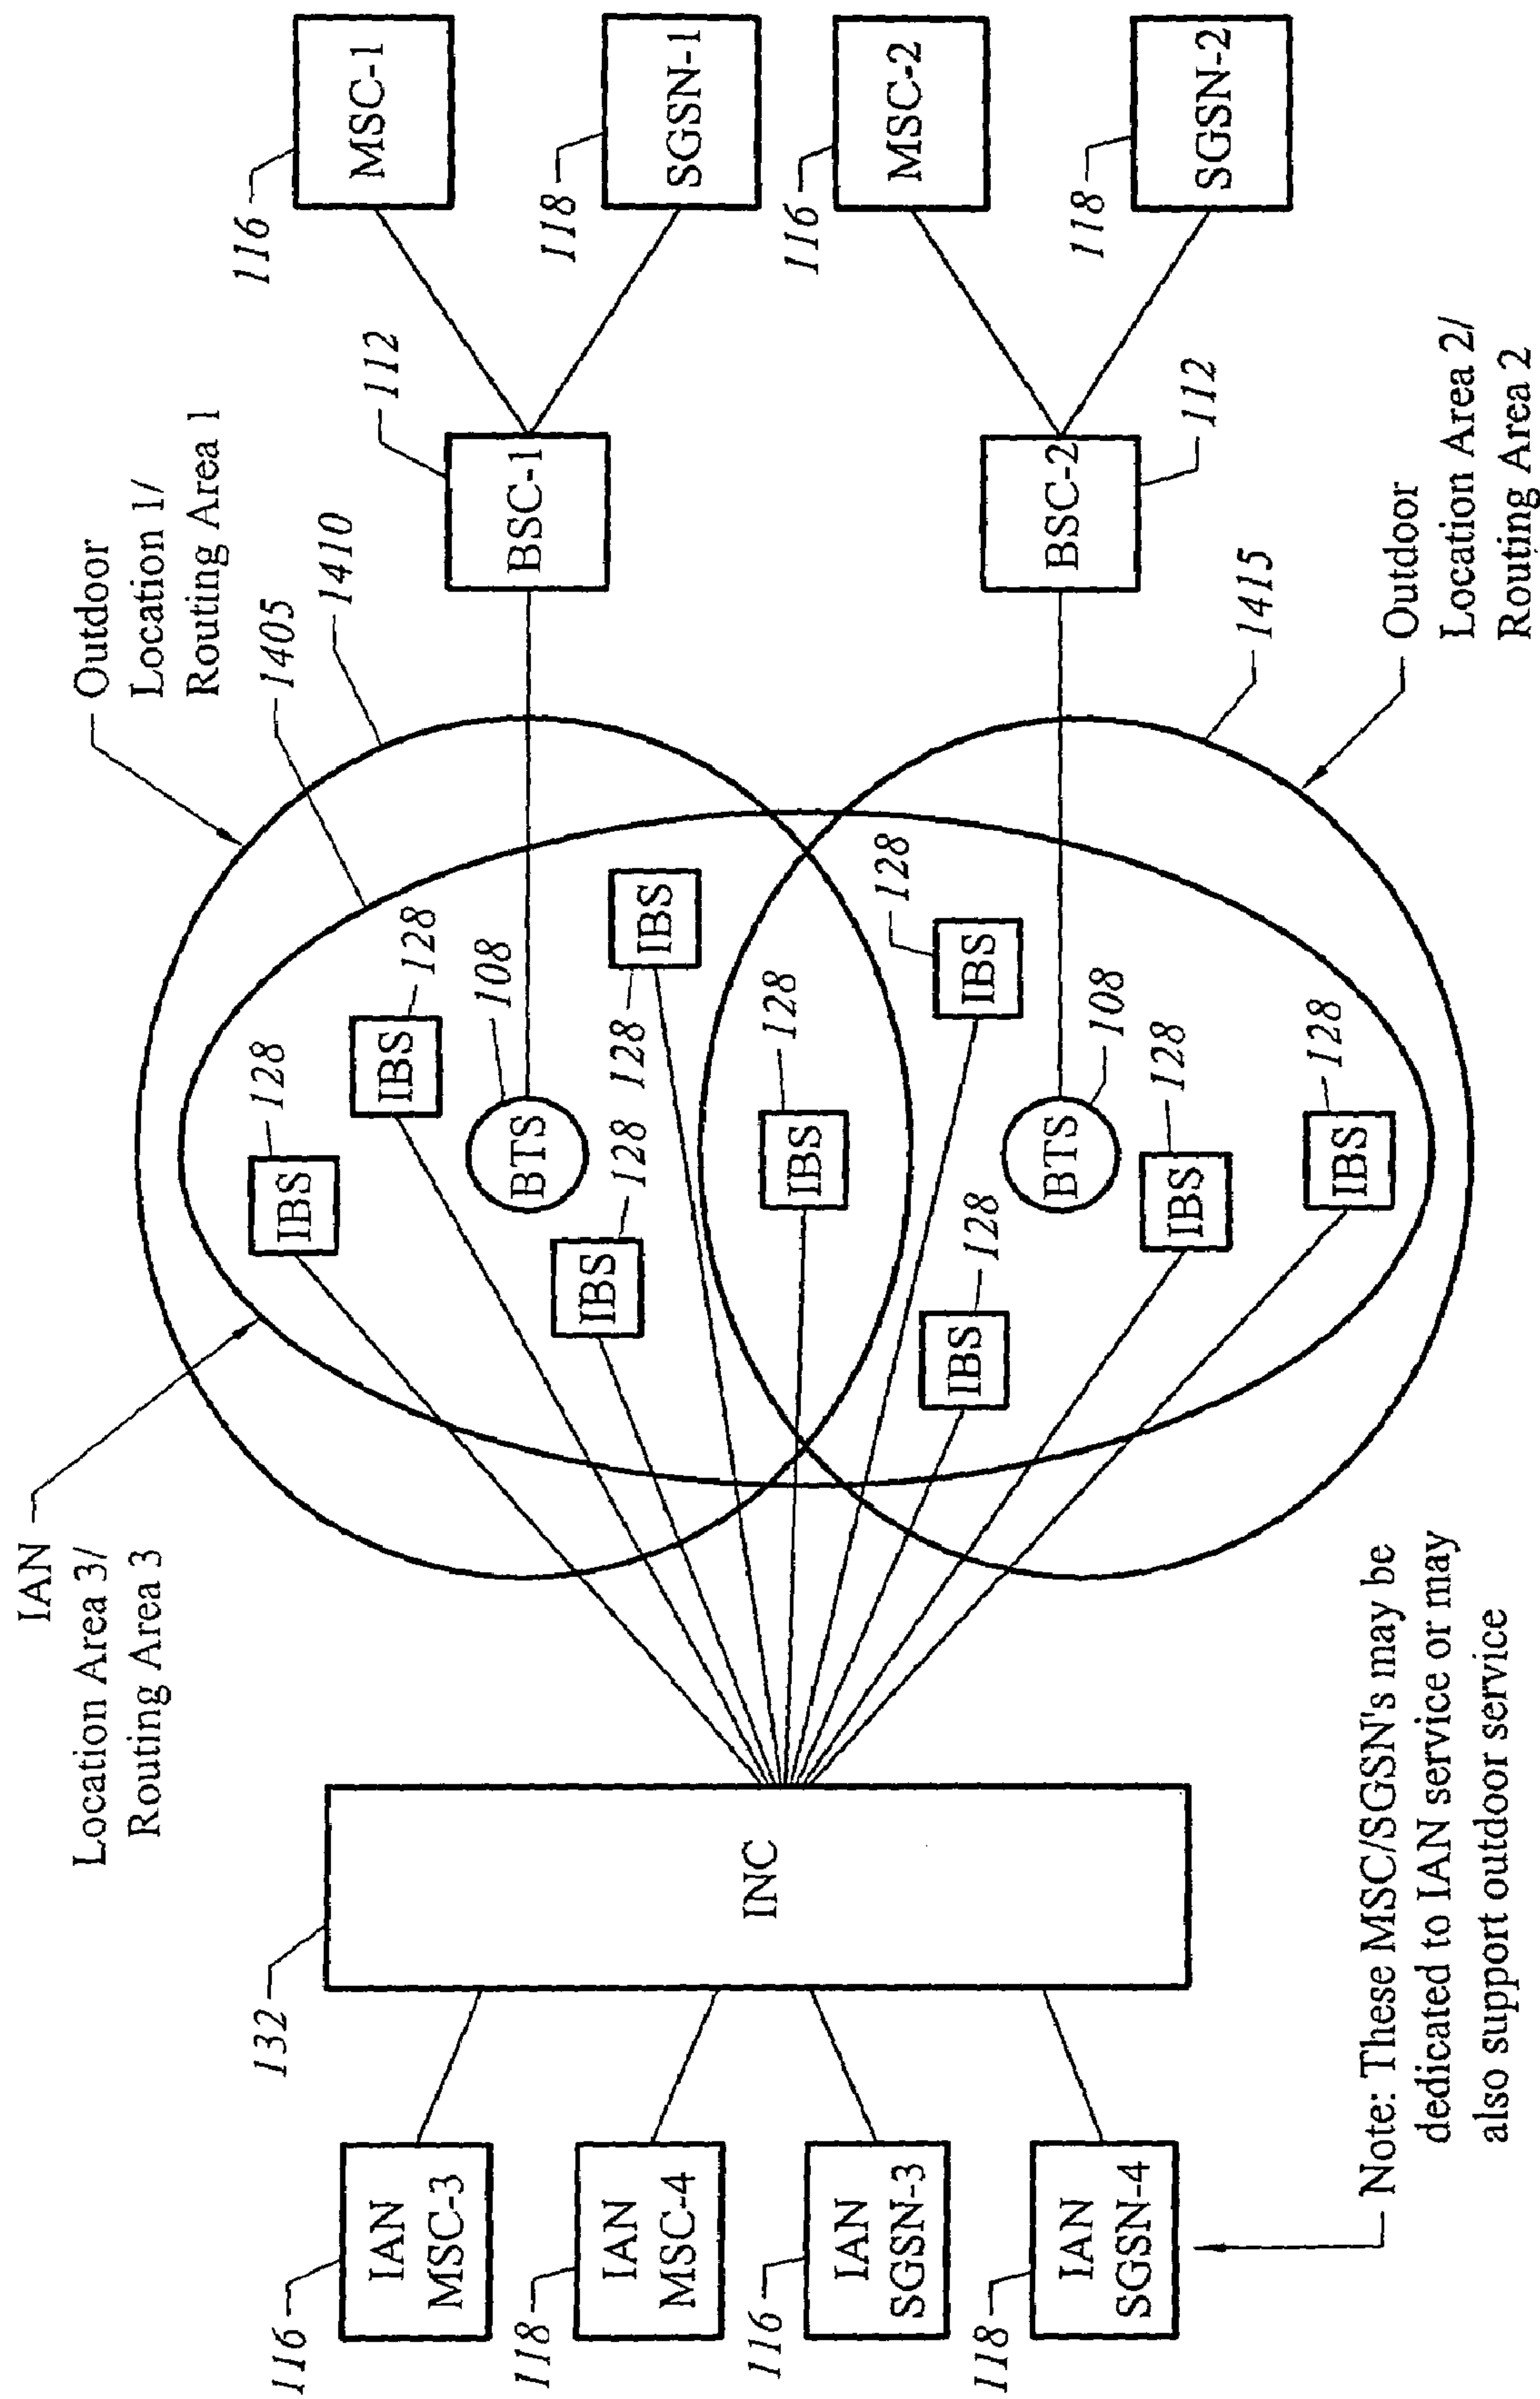 IAN
Location Area 3/
Routing Area 3
Outdoor
Location 1/
Routing Area 1
1405
1410
116
IAN
MSC-3
118
IAN
MSC-4
116
IAN
SGSN-3
118
IAN
SGSN-4
132
INC
128
IBS
128
IBS
108
BTS
128
IBS
128
IBS
128
IBS
128
IBS
128
IBS
108
BTS
128
IBS
128
IBS
112
BSC-1
116
MSC-1
118
SGSN-1
BSC-2
112
116
MSC-2
118
SGSN-2
1415
Outdoor
Location Area 2/
Routing Area 2
Note: These MSC/SGSN's may be
dedicated to IAN service or may
also support outdoor service